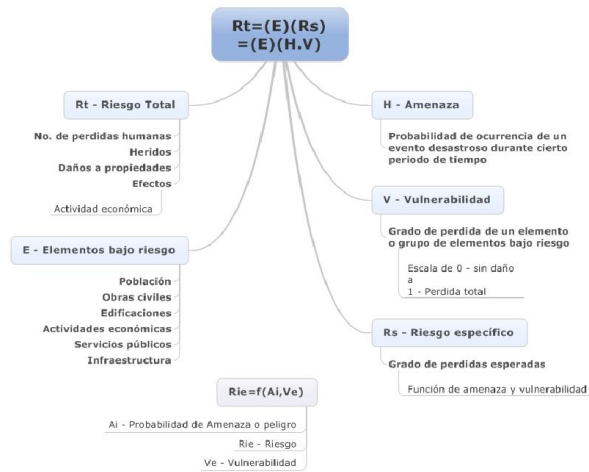 Rt=(E)(Rs)
=(E)(H.V)
Rt - Riesgo Total
No. de perdidas humanas
Heridos
Daños a propiedades
Efectos
Actividad económica
E - Elementos bajo riesgo
Población
Obras civiles
Edificaciones
Actividades económicas
Servicios públicos
Infraestructura
H - Amenaza
Probabilidad de ocurrencia de un
evento desastroso durante cierto
periodo de tiempo
V - Vulnerabilidad
Grado de perdida de un elemento
o grupo de elementos bajo riesgo
Escala de 0 - sin daño
a
1 - Perdida total
Rs - Riesgo específico
Grado de perdidas esperadas
Función de amenaza y vulnerabilidad
Rie=f(Ai,Ve)
Ai - Probabilidad de Amenaza o peligro
Rie - Riesgo
Ve - Vulnerabilidad